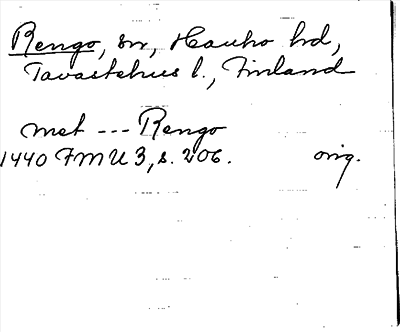 Rengo, sn, Hauho hd,
Tavastehus l., Finland
met --- Rengo
1440 FMU 3, s. 206. orig.